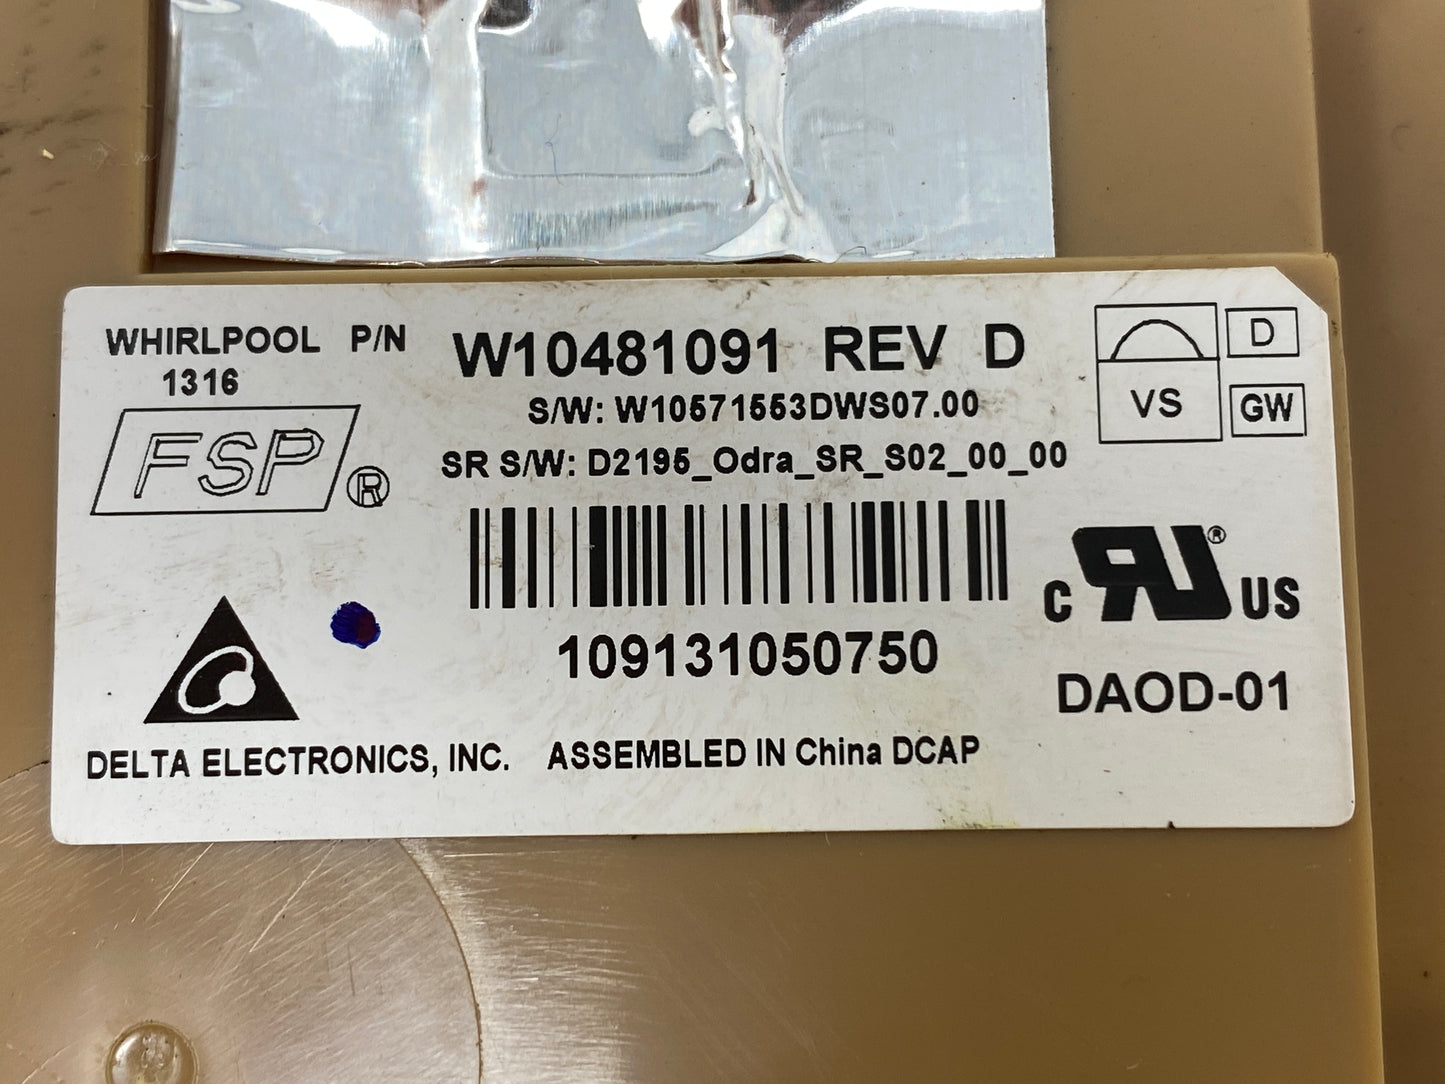 WHIRLPOOL P/N W10481091 REV D
1316
S/W: W10571553DWS07.00
SR S/W: D2195_Odra_SR_S02_00_00
FSP®
D
VS
GW
109131050750
c RU® US
DAOD-01
DELTA ELECTRONICS, INC. ASSEMBLED IN China DCAP